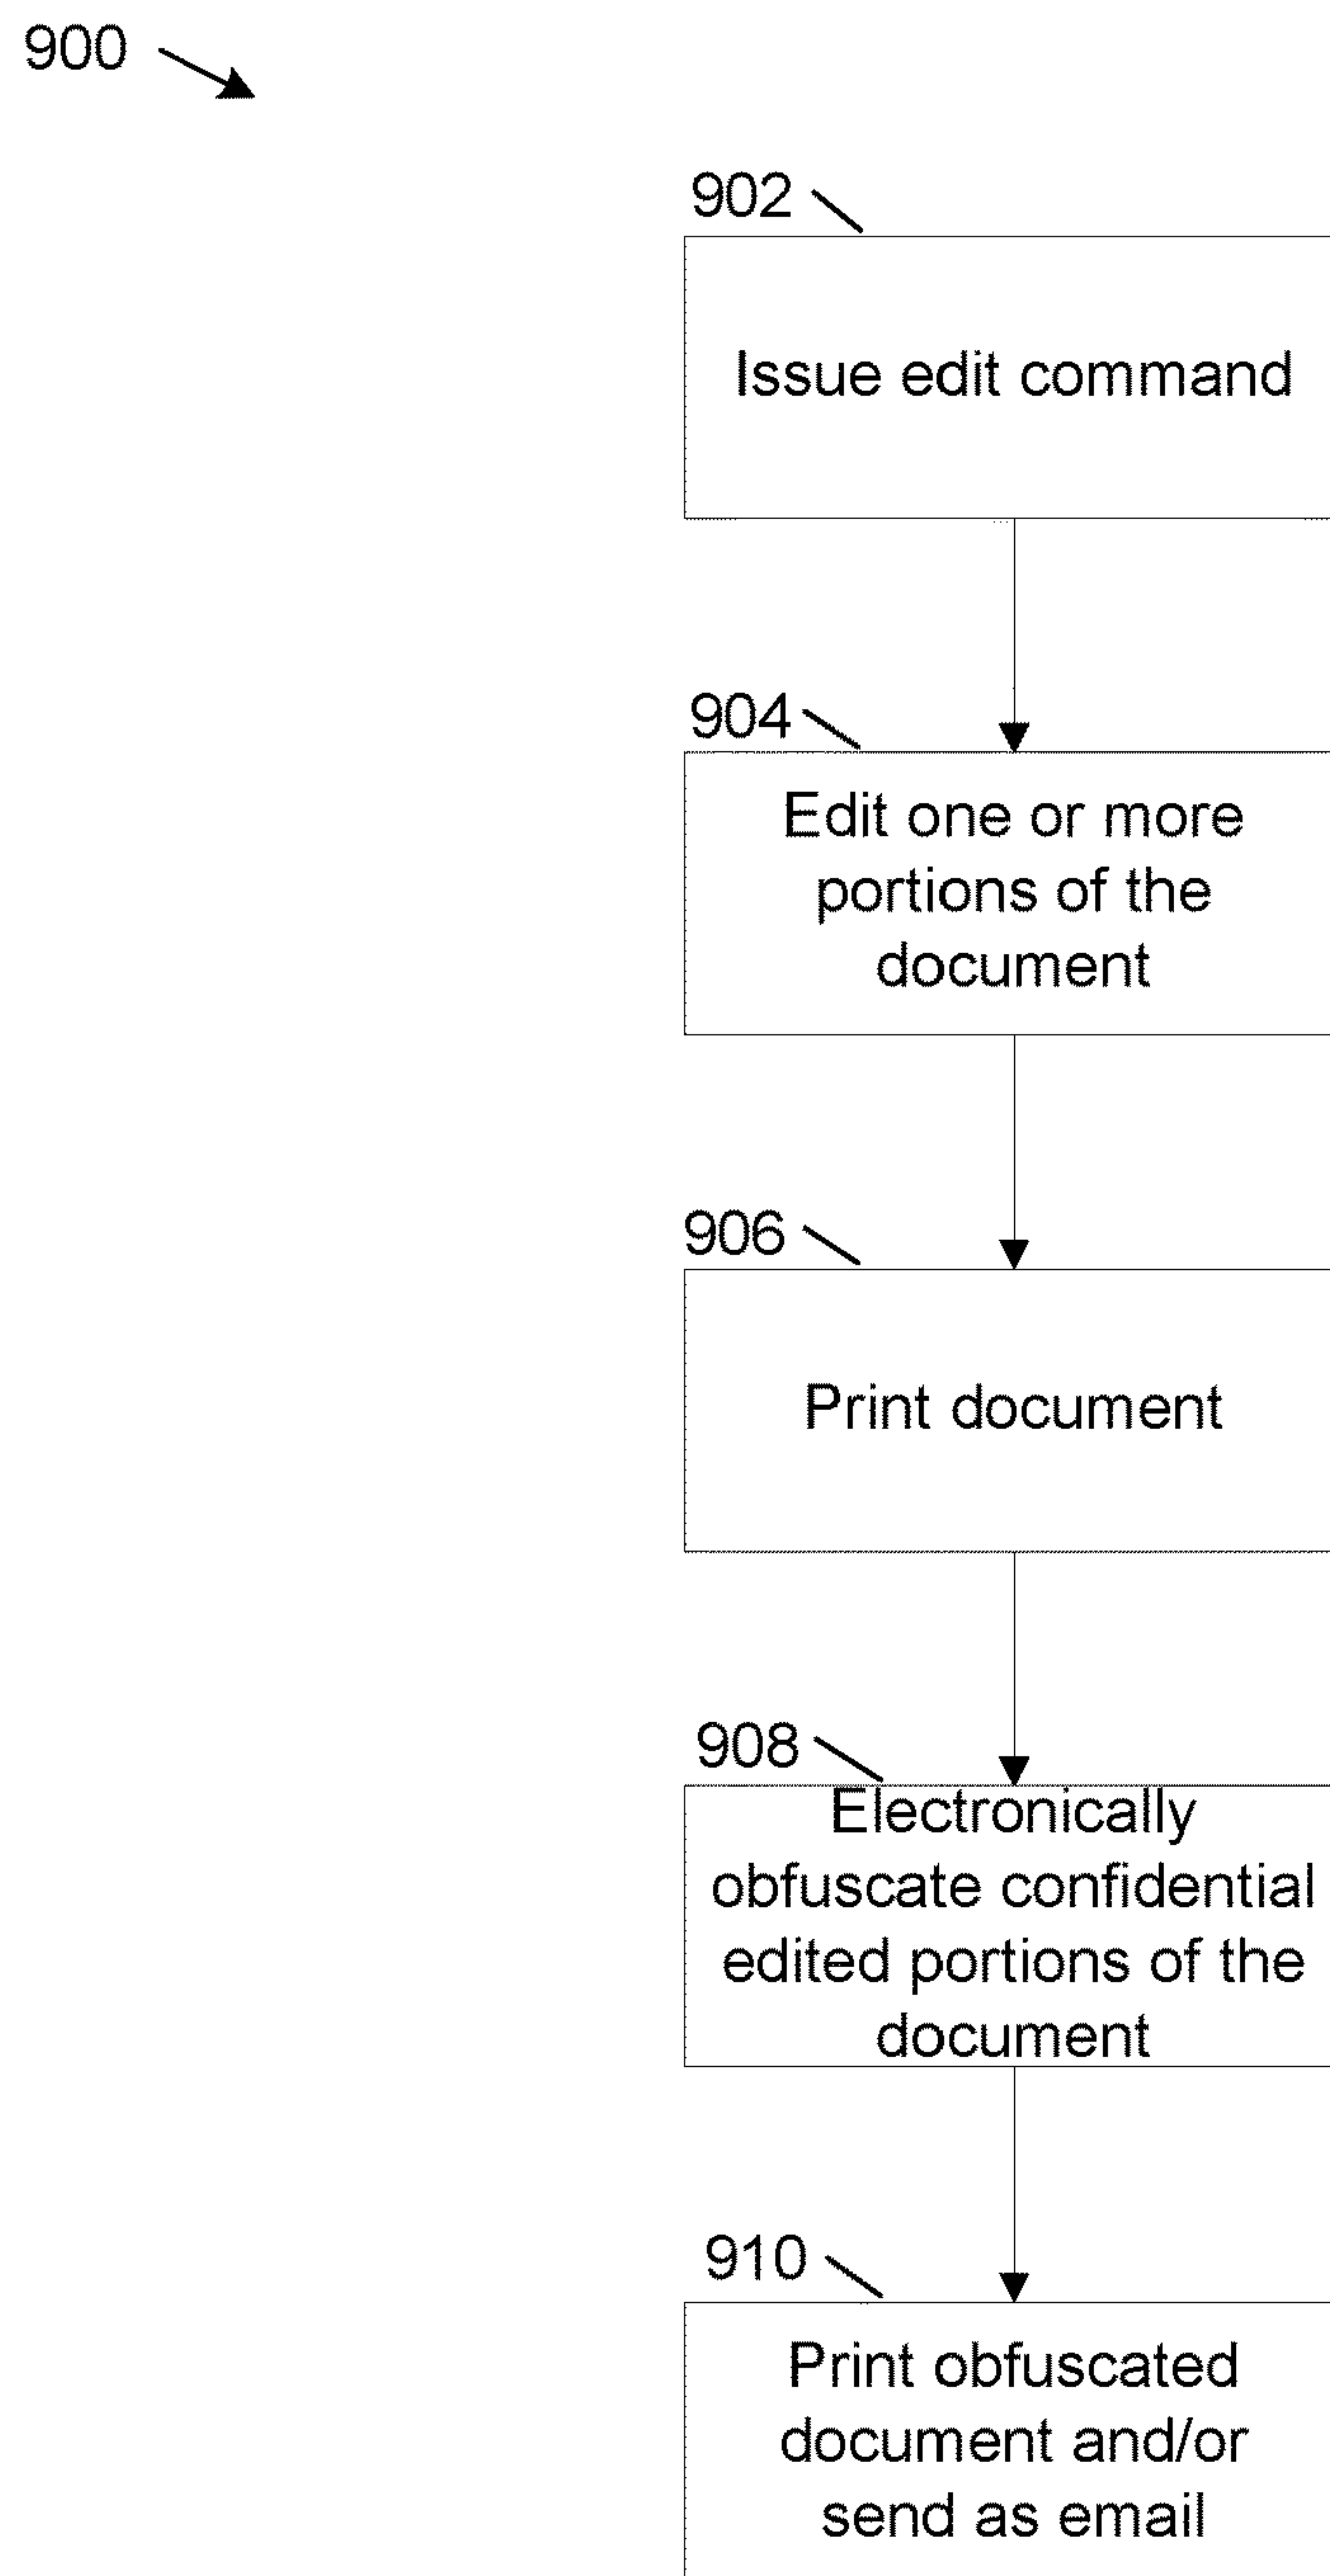 900
902
Issue edit command
904
Edit one or more
portions of the
document
906
Print document
908
Electronically
obfuscate confidential
edited portions of the
document
910
Print obfuscated
document and/or
send as email